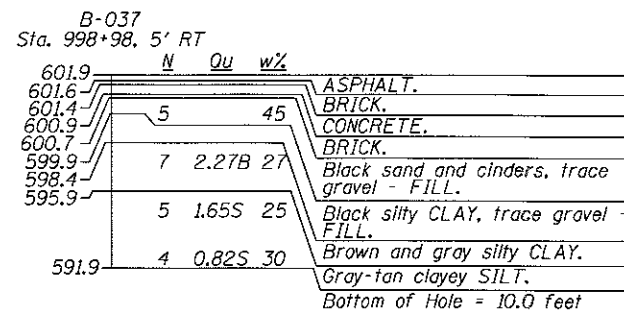 B-037
Sta. 998+98, 5' RT
N Qu w%
601.9
601.6 ASPHALT.
601.4 BRICK.
600.9 5 45 CONCRETE.
600.7 BRICK.
599.9 7 2.27B 27 Black sand and cinders, trace
598.4 gravel - FILL.
595.9 5 1.65S 25 Black silty CLAY, trace gravel -
FILL.
Brown and gray silty CLAY.
591.9 4 0.82S 30 Gray-tan clayey SILT.
Bottom of Hole = 10.0 feet